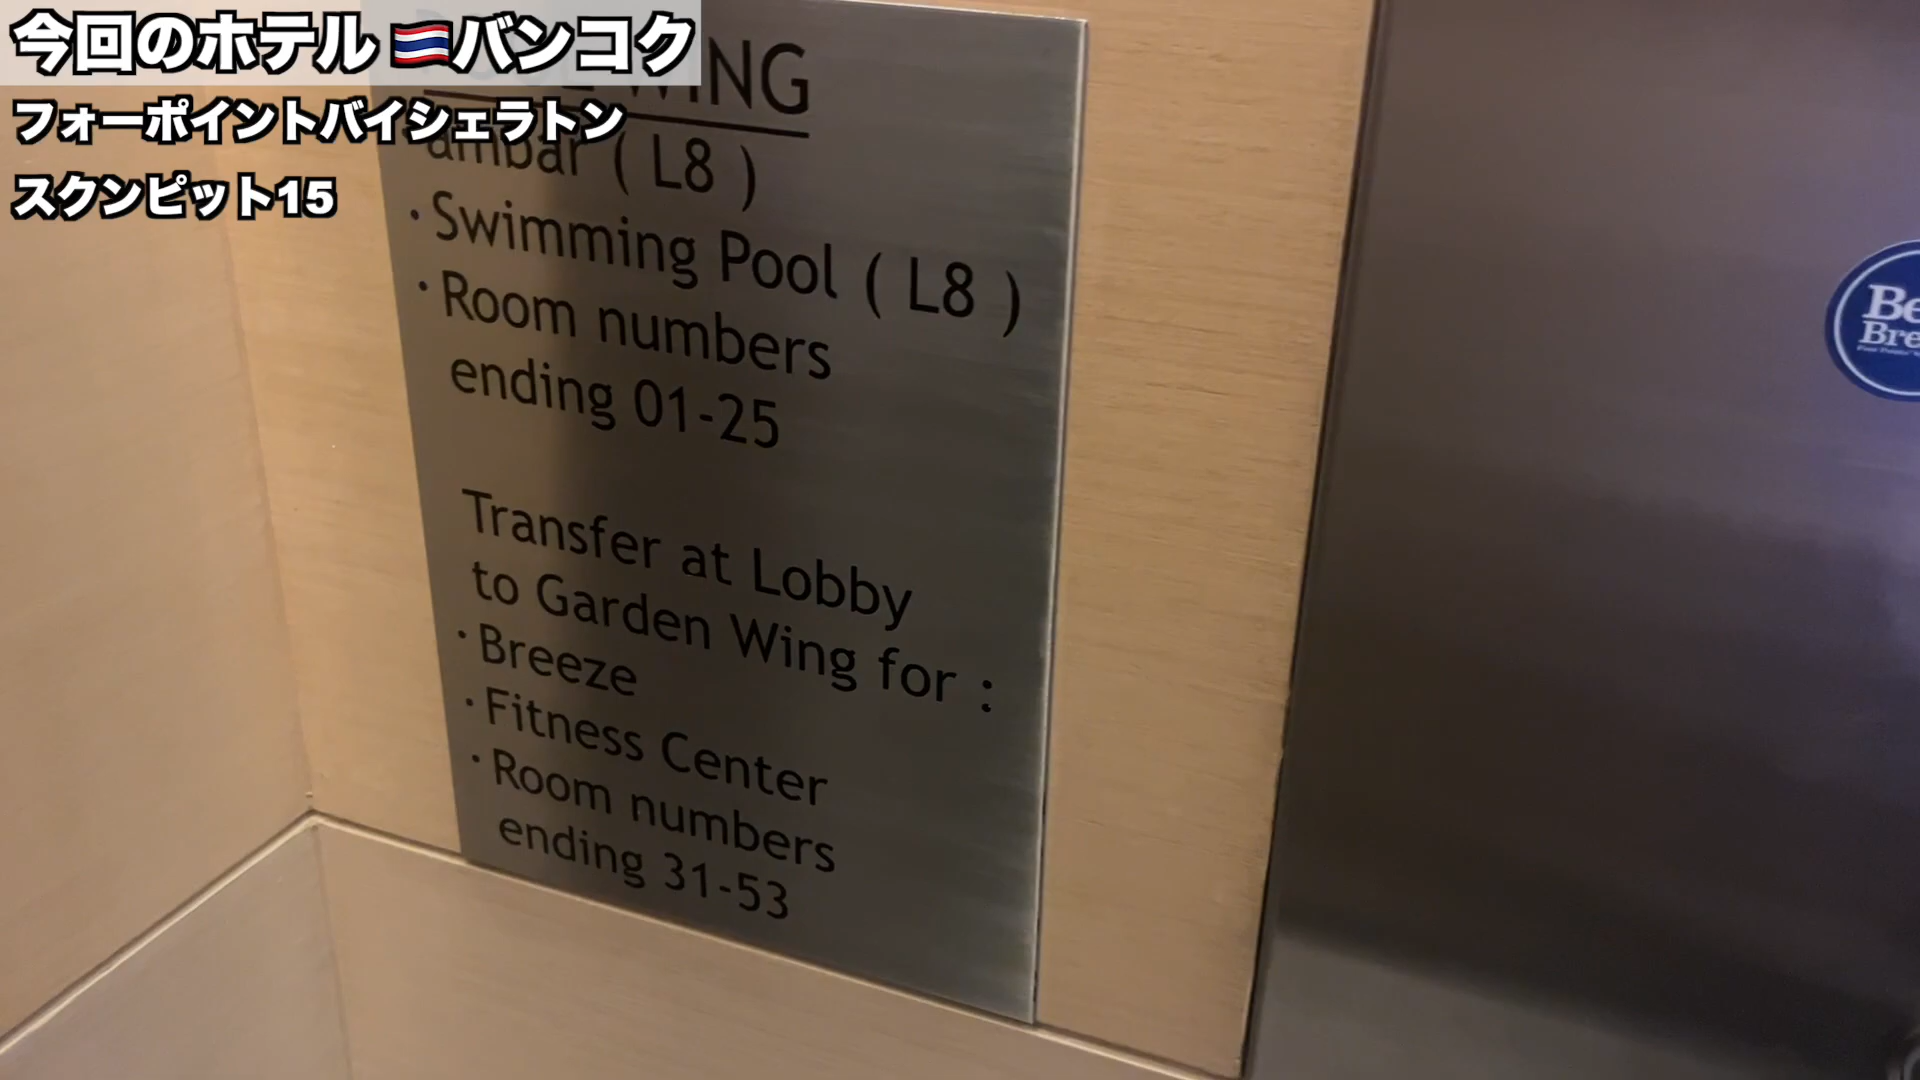 今回のホテル 🇹🇭バンコク
フォーポイントバイシェラトン
スクンビット15
WING
ambar ( L8 )
· Swimming Pool ( L8 )
· Room numbers
ending 01-25
Transfer at Lobby
to Garden Wing for :
· Breeze
· Fitness Center
· Room numbers
ending 31-53